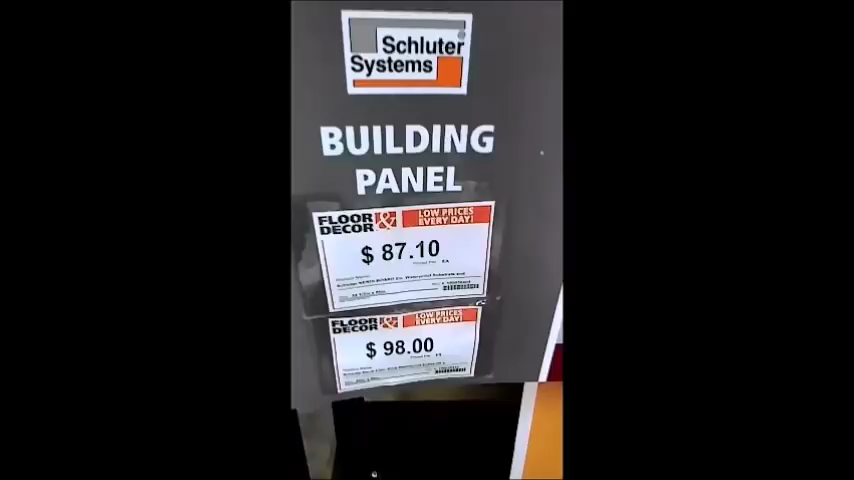 Schluter
Systems
BUILDING
PANEL
FLOOR &
DECOR
LOW PRICES
EVERY DAY!
$ 87.10
EA
FLOOR &
DECOR
LOW PRICES
EVERY DAY!
$ 98.00